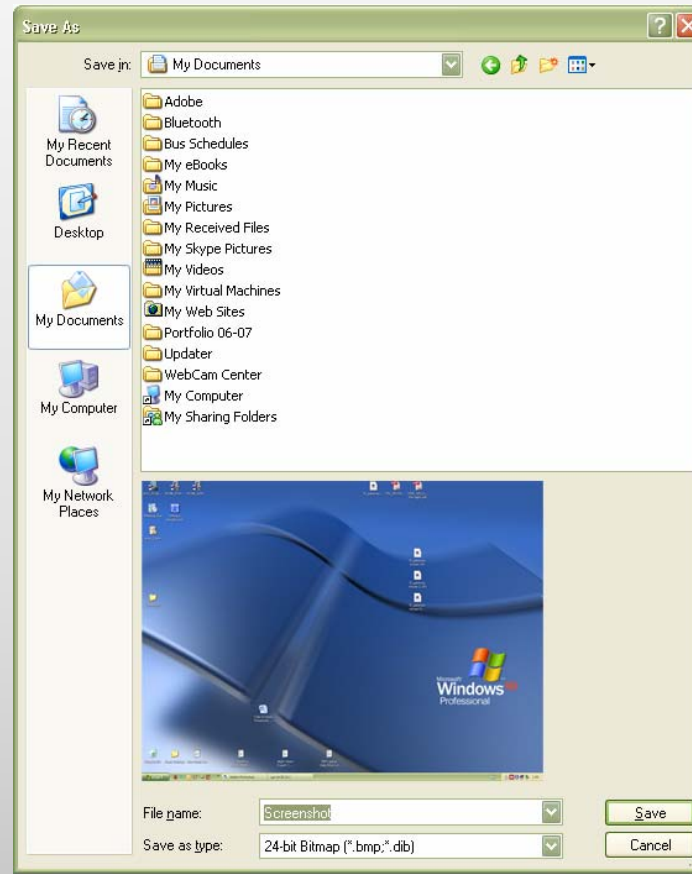 Save As
Save in:
My Documents
My Recent
Documents
Desktop
My Documents
My Computer
My Network
Places
Adobe
Bluetooth
Bus Schedules
My eBooks
My Music
My Pictures
My Received Files
My Skype Pictures
My Videos
My Virtual Machines
My Web Sites
Portfolio 06-07
Updater
WebCam Center
My Computer
My Sharing Folders
Microsoft
Windows xp
Professional
File name:
Screenshot
Save
Save as type:
24-bit Bitmap (*.bmp;*.dib)
Cancel